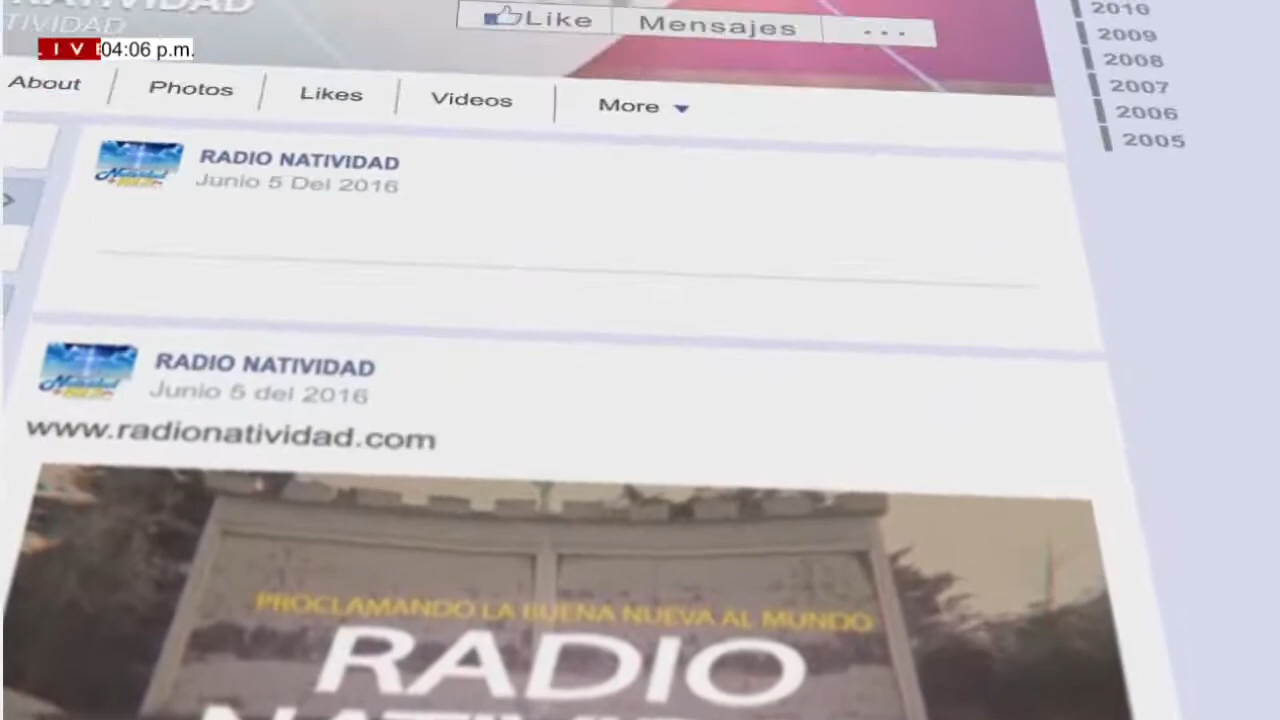 NATIVIDAD
TIVIDAD
LIVE 04:06 p.m.
Like Mensajes ...
About Photos Likes Videos More
2010
2009
2008
2007
2006
2005
RADIO NATIVIDAD
Junio 5 Del 2016
RADIO NATIVIDAD
Junio 5 del 2016
www.radionatividad.com
PROCLAMANDO LA BUENA NUEVA AL MUNDO
RADIO